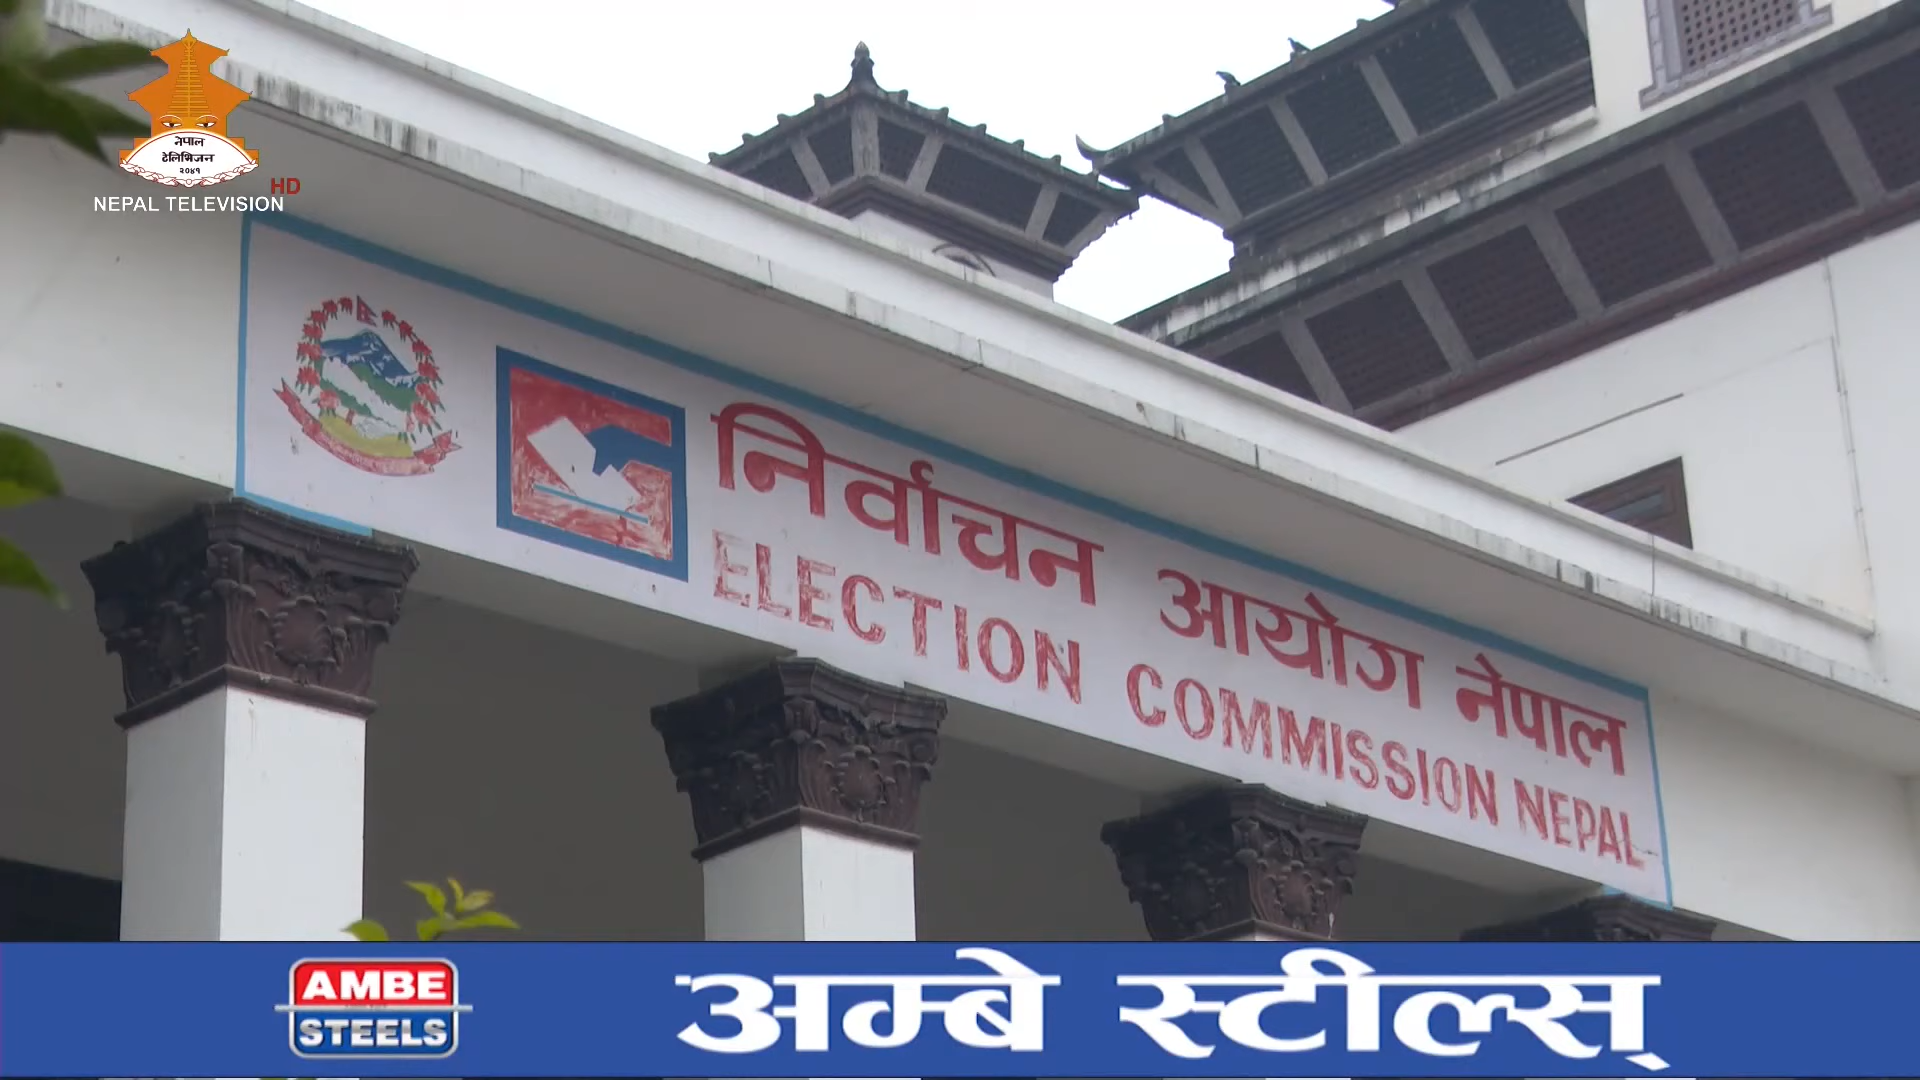 नेपाल
टेलिभिजन
२०४१
HD
NEPAL TELEVISION
निर्वाचन आयोग नेपाल
ELECTION COMMISSION NEPAL
AMBE
STEELS
अम्बे स्टील्स्